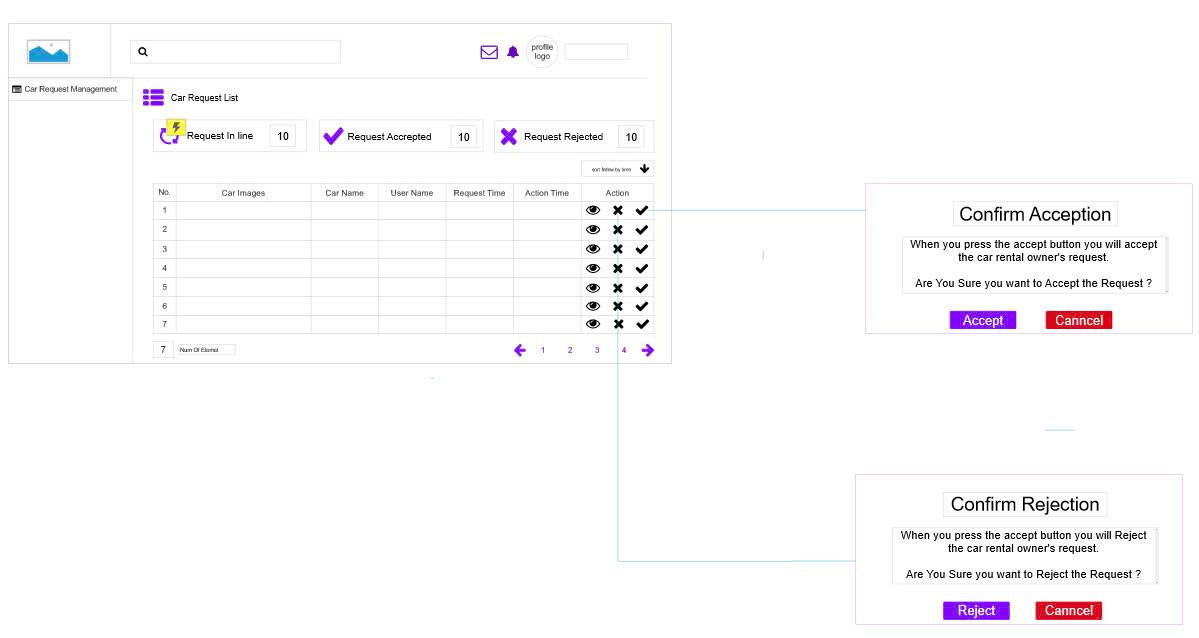 profile
logo
Car Request Management
Car Request List
Request In line 10
Request Accrepted 10
Request Rejected 10
sort follow by time
No. Car Images Car Name User Name Request Time Action Time Action
1
2
3
4
5
6
7
7 Num Of Elemet
1 2 3 4
Confirm Acception
When you press the accept button you will accept
the car rental owner's request.
Are You Sure you want to Accept the Request ?
Accept Canncel
Confirm Rejection
When you press the accept button you will Reject
the car rental owner's request.
Are You Sure you want to Reject the Request ?
Reject Canncel